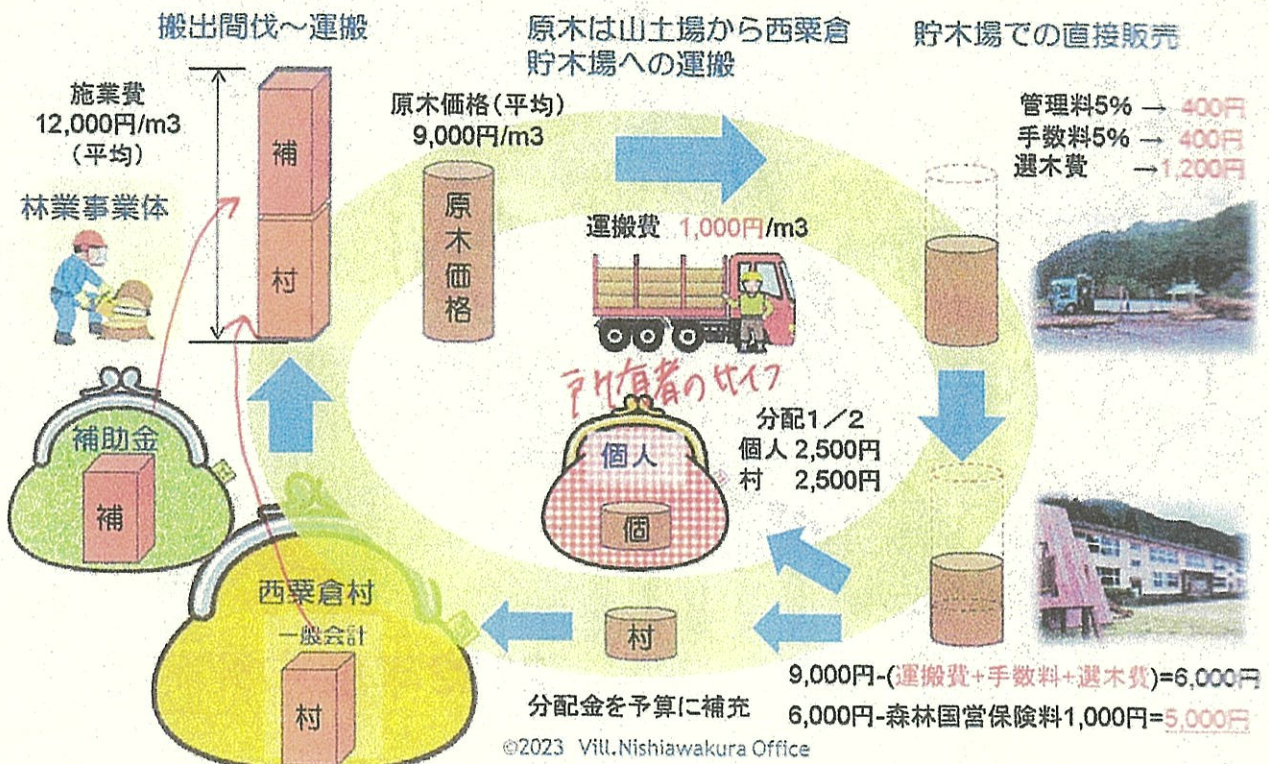 搬出間伐～運搬
原木は山土場から西粟倉
貯木場への運搬
貯木場での直接販売
施業費
12,000円/m3
(平均)
林業事業体
補
村
原木価格(平均)
9,000円/m3
原木価格
運搬費 1,000円/m3
管理料5% → 400円
手数料5% → 400円
選木費 →1,200円
所有者のサイフ
補助金
補
個人
個
分配1／2
個人 2,500円
村 2,500円
西粟倉村
一般会計
村
村
分配金を予算に補充
9,000円-(運搬費+手数料+選木費)=6,000円
6,000円-森林国営保険料1,000円=5,000円
©2023 Vill.Nishiawakura Office